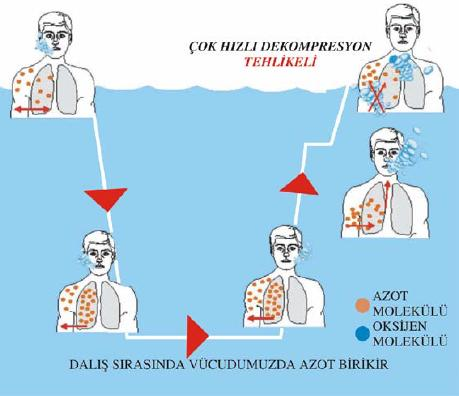 ÇOK HIZLI DEKOMPRESYON
TEHLİKELİ
AZOT
MOLEKÜLÜ
OKSİJEN
MOLEKÜLÜ
DALIŞ SIRASINDA VÜCUDUMUZDA AZOT BİRİKİR